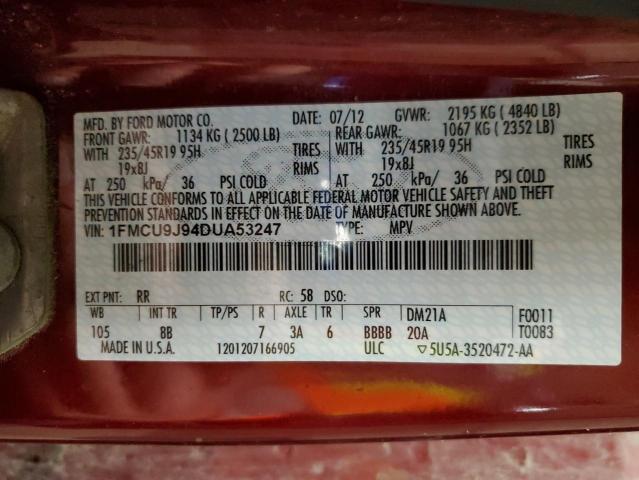 MFD. BY FORD MOTOR CO. DATE: 07/12 GVWR: 2195 KG ( 4840 LB)
FRONT GAWR: 1134 KG ( 2500 LB) REAR GAWR: 1067 KG ( 2352 LB)
WITH 235/45R19 95H TIRES WITH 235/45R19 95H TIRES
19x8J RIMS 19x8J RIMS
AT 250 kPa/ 36 PSI COLD AT 250 kPa/ 36 PSI COLD
THIS VEHICLE CONFORMS TO ALL APPLICABLE FEDERAL MOTOR VEHICLE SAFETY AND THEFT
PREVENTION STANDARDS IN EFFECT ON THE DATE OF MANUFACTURE SHOWN ABOVE.
VIN: 1FMCU9J94DUA53247 TYPE: MPV
EXT PNT: RR RC: 58 DSO:
WB INT TR TP/PS R AXLE TR SPR DM21A F0011
105 8B 7 3A 6 BBBB 20A T0083
MADE IN U.S.A. 1201207166905 ULC ▽5U5A-3520472-AA